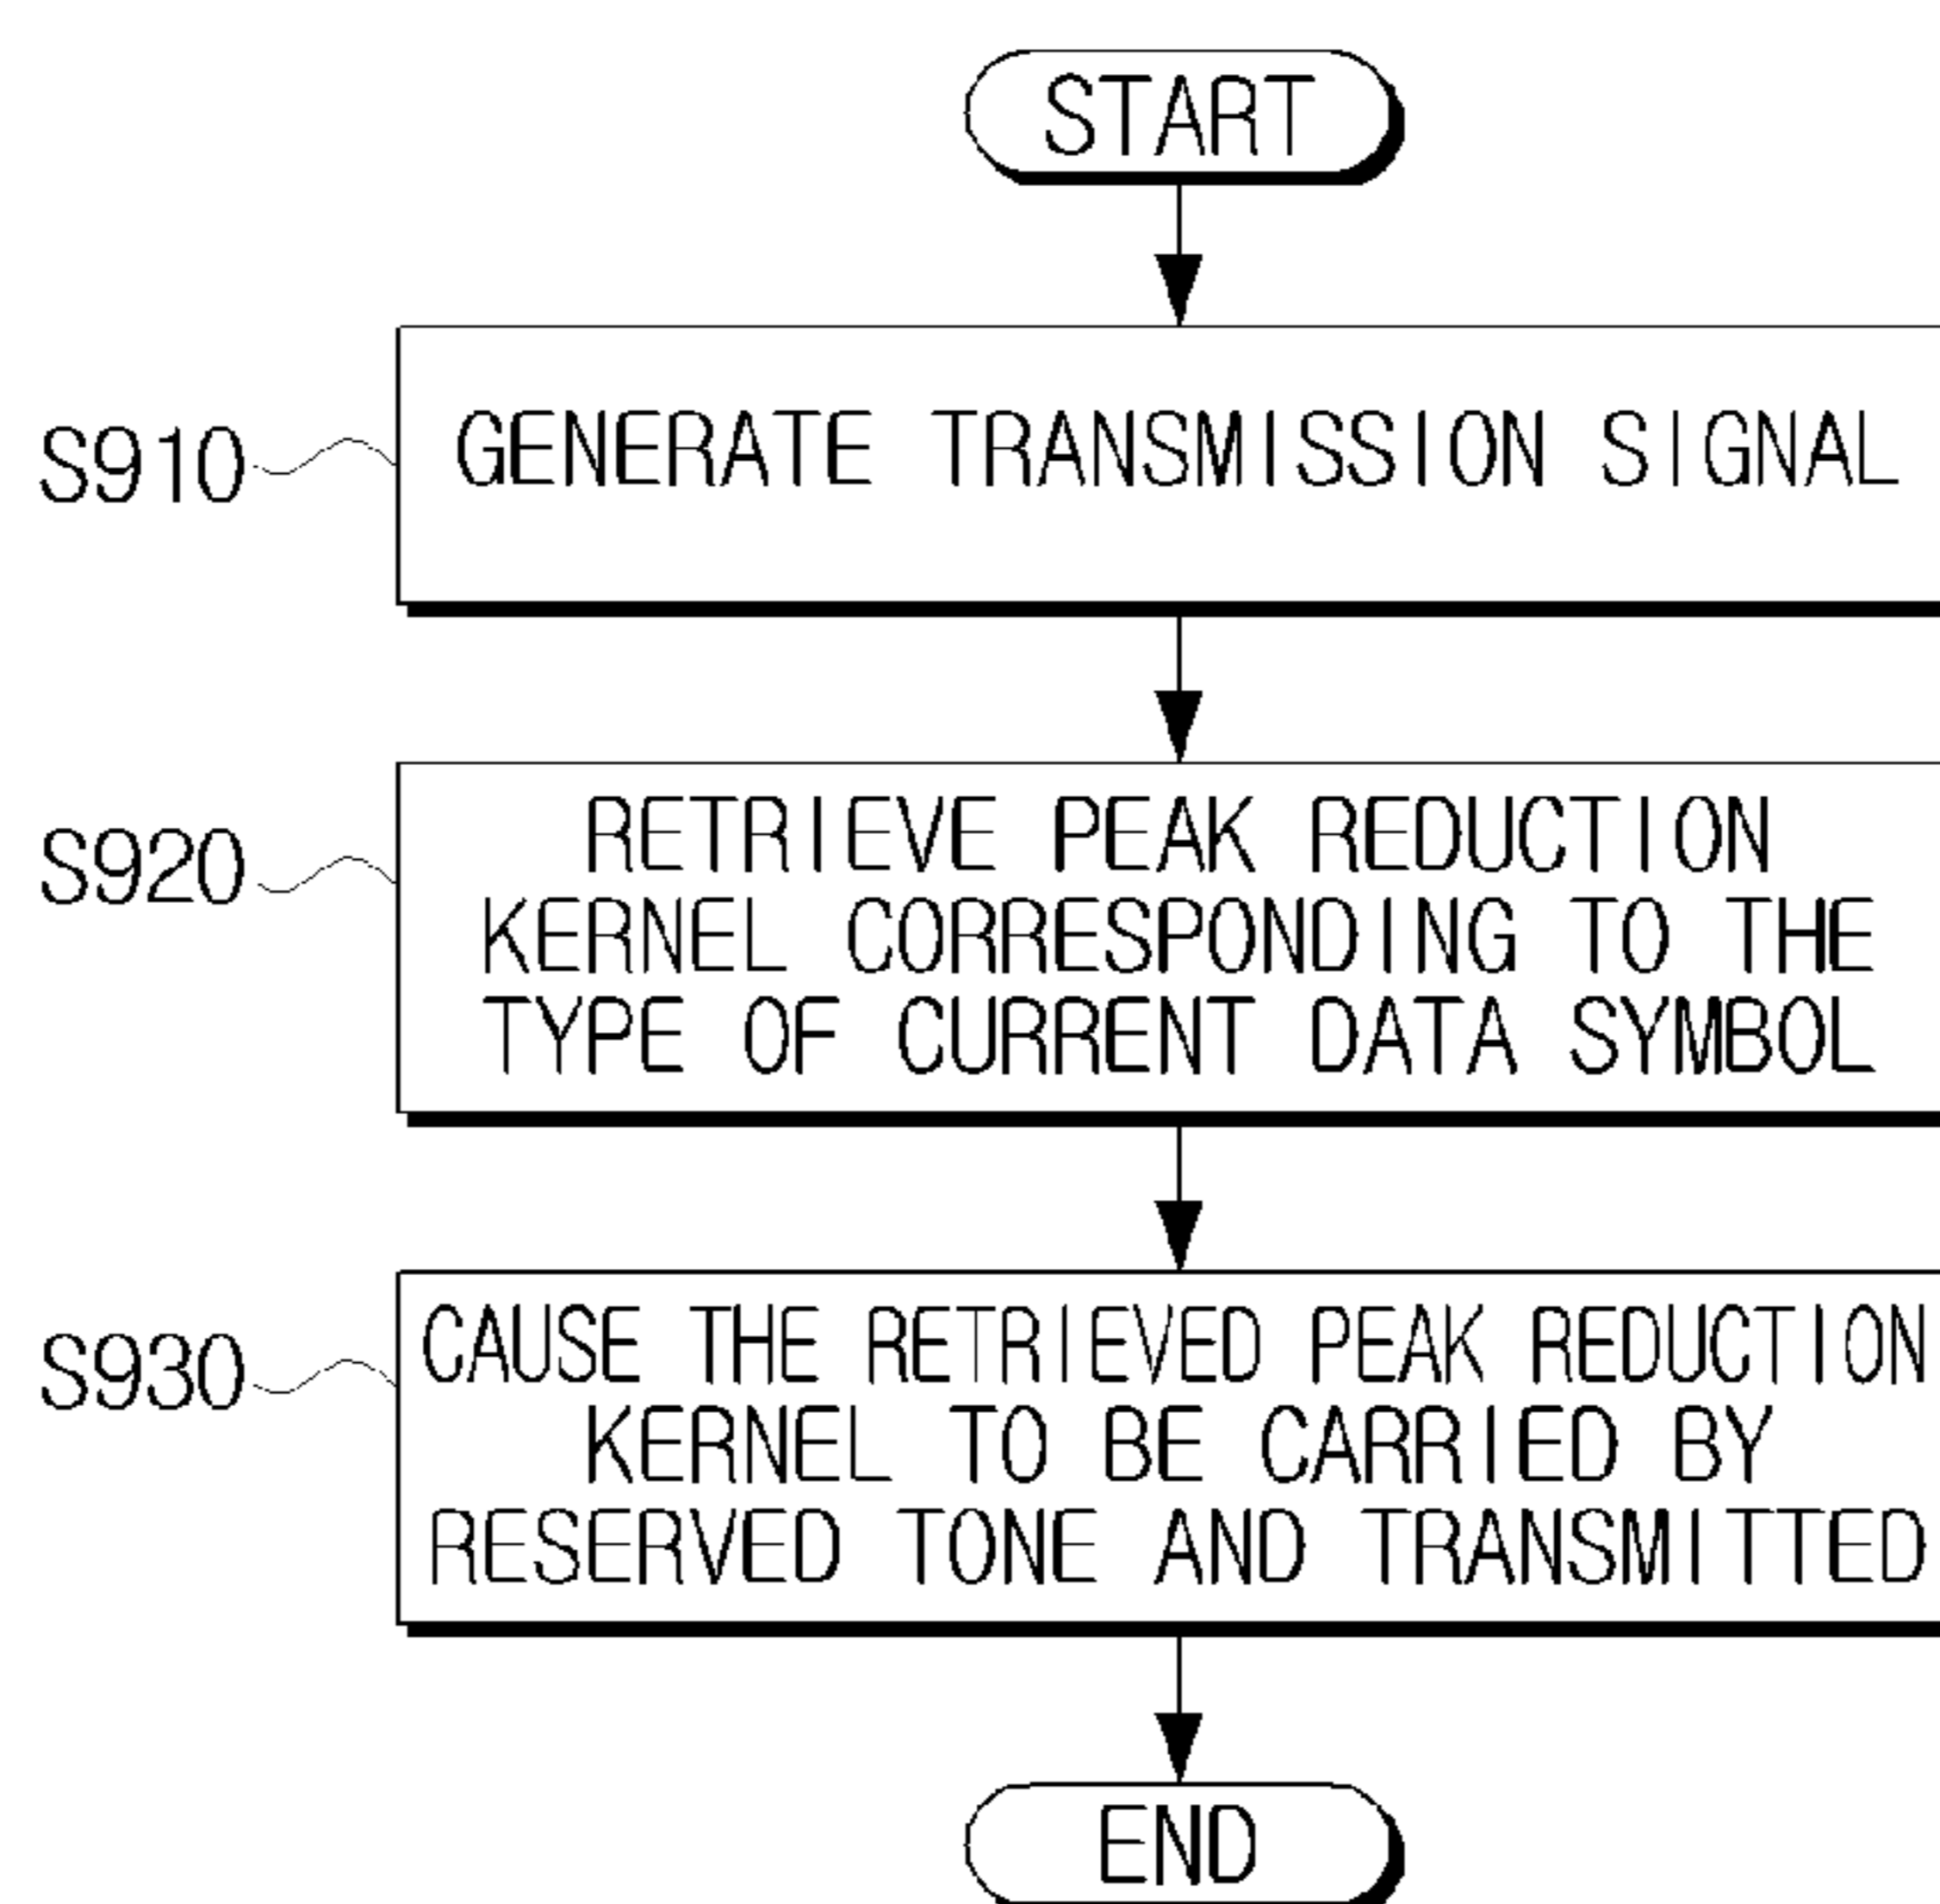 START
S910
GENERATE TRANSMISSION SIGNAL
S920
RETRIEVE PEAK REDUCTION
KERNEL CORRESPONDING TO THE
TYPE OF CURRENT DATA SYMBOL
S930
CAUSE THE RETRIEVED PEAK REDUCTION
KERNEL TO BE CARRIED BY
RESERVED TONE AND TRANSMITTED
END